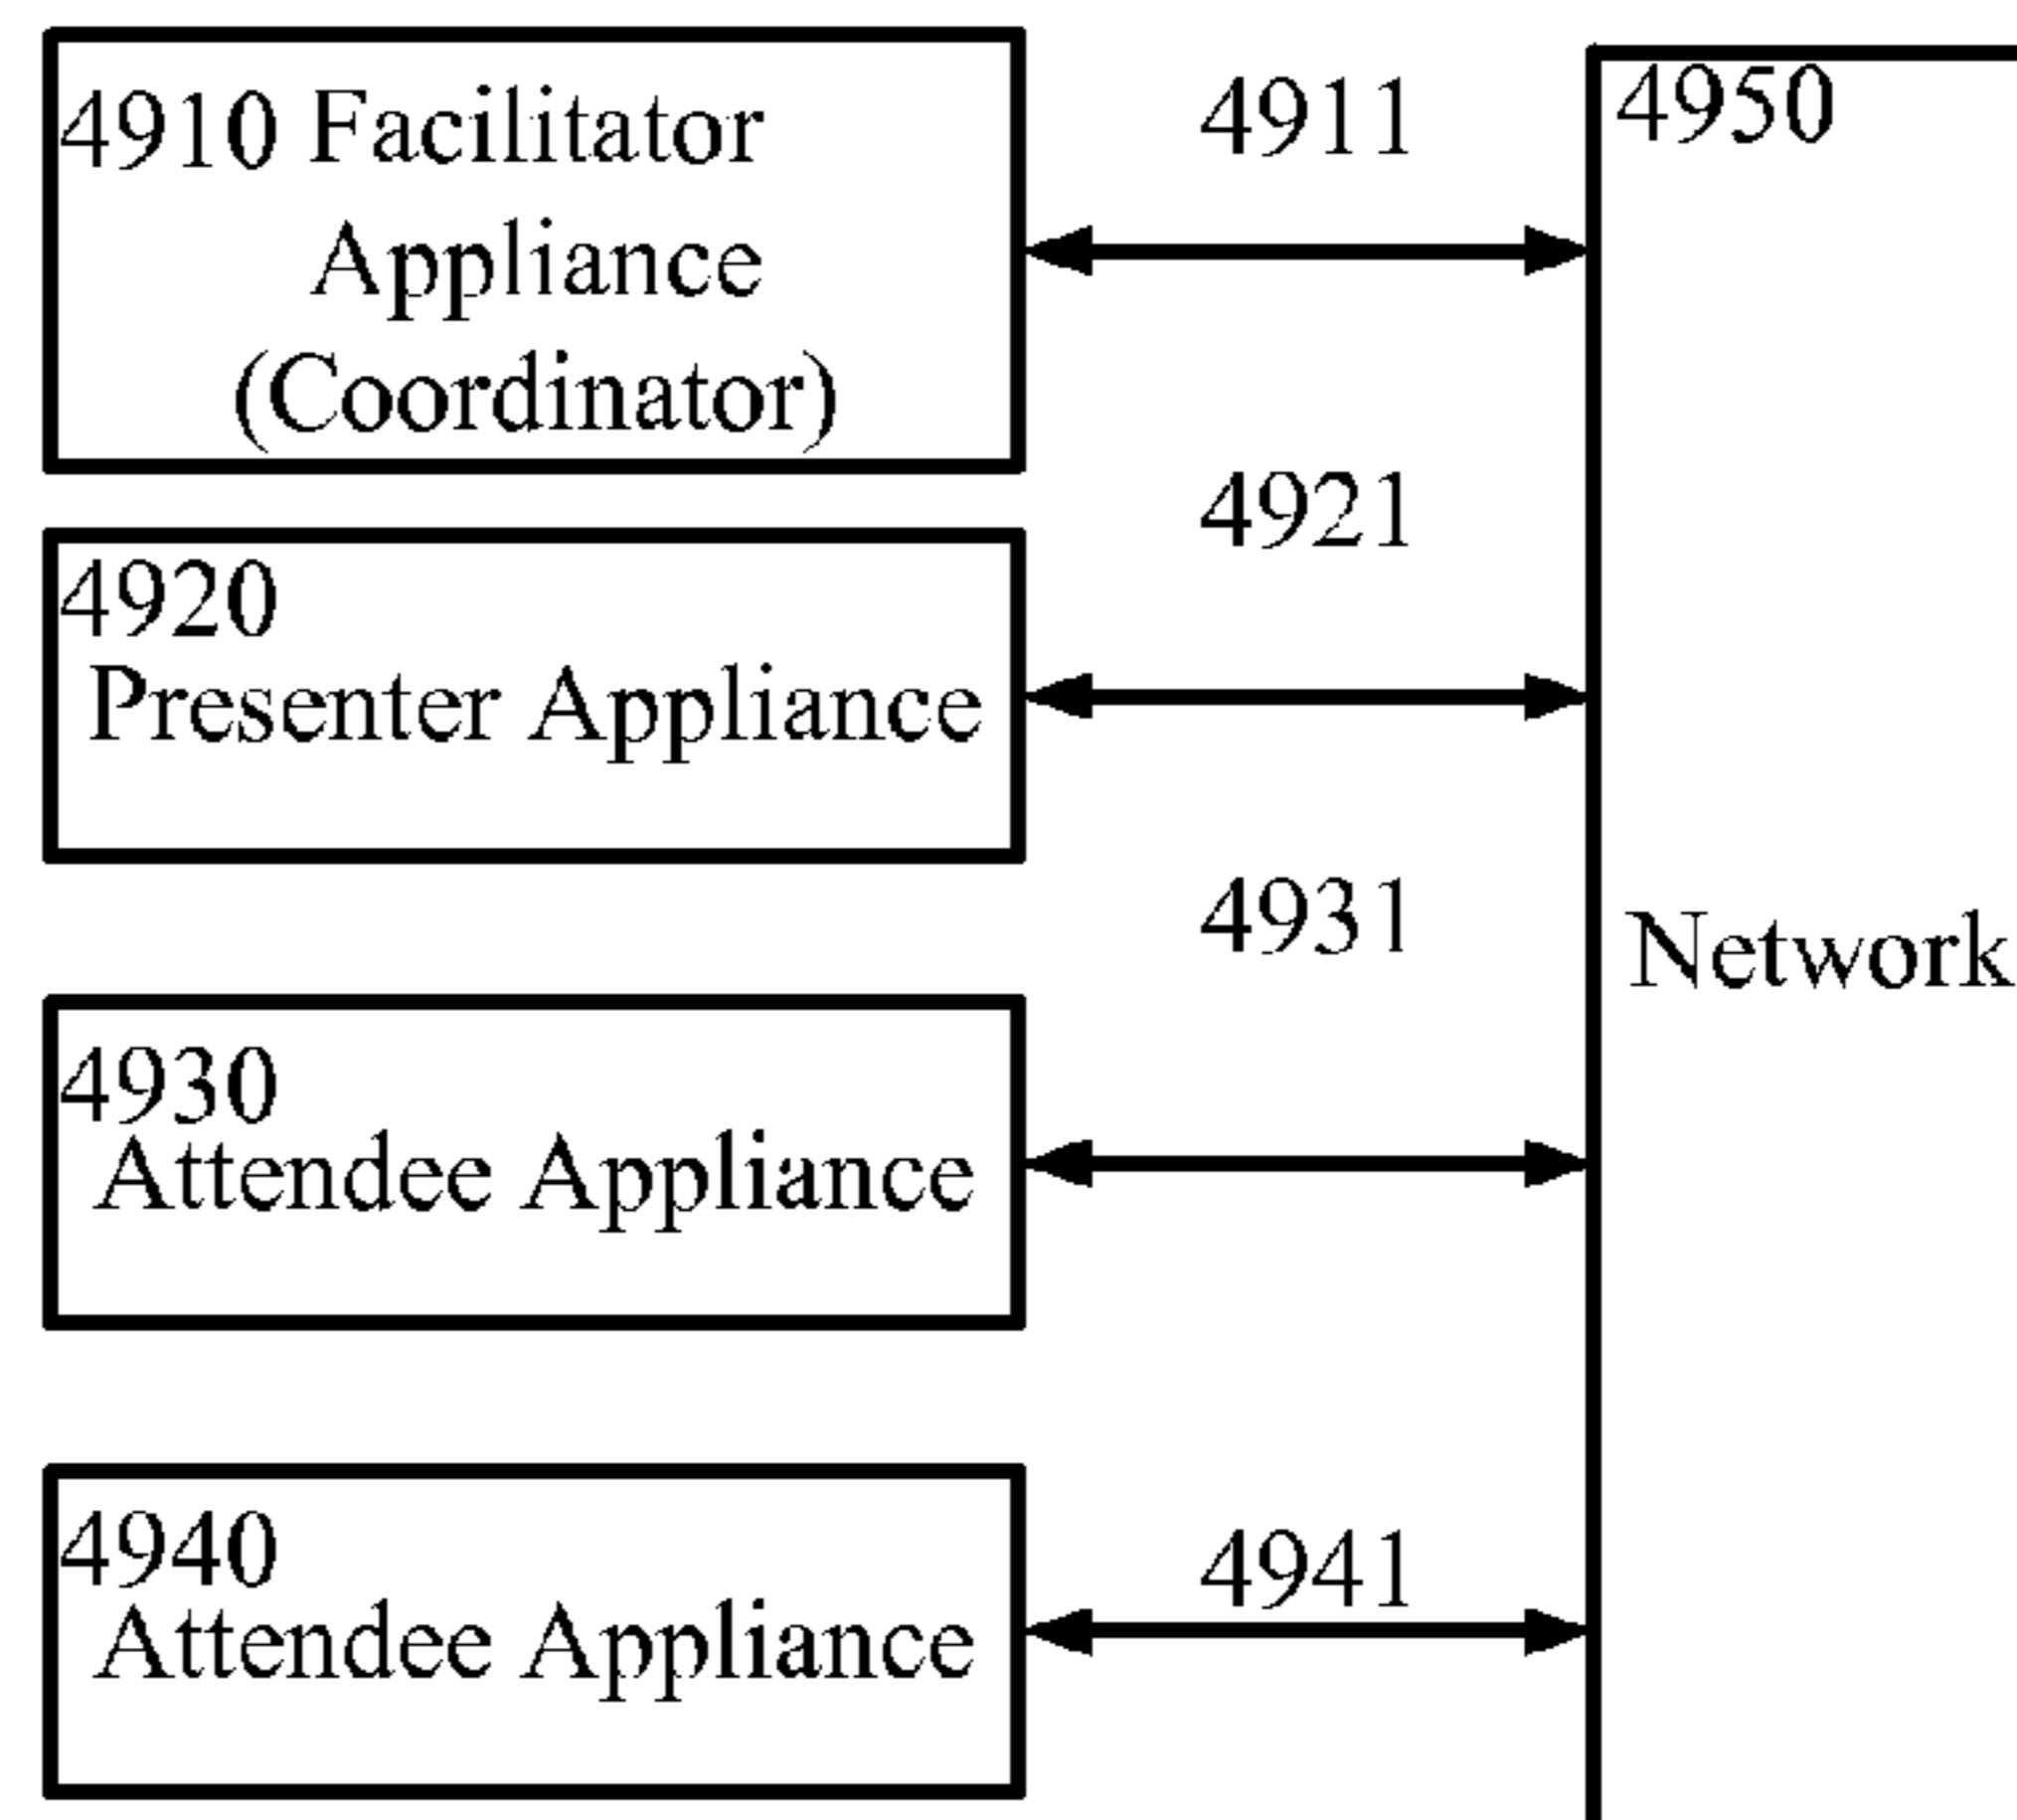 4910 Facilitator
Appliance
(Coordinator)
4911
4950
4921
4920
Presenter Appliance
4931
Network
4930
Attendee Appliance
4940
Attendee Appliance
4941